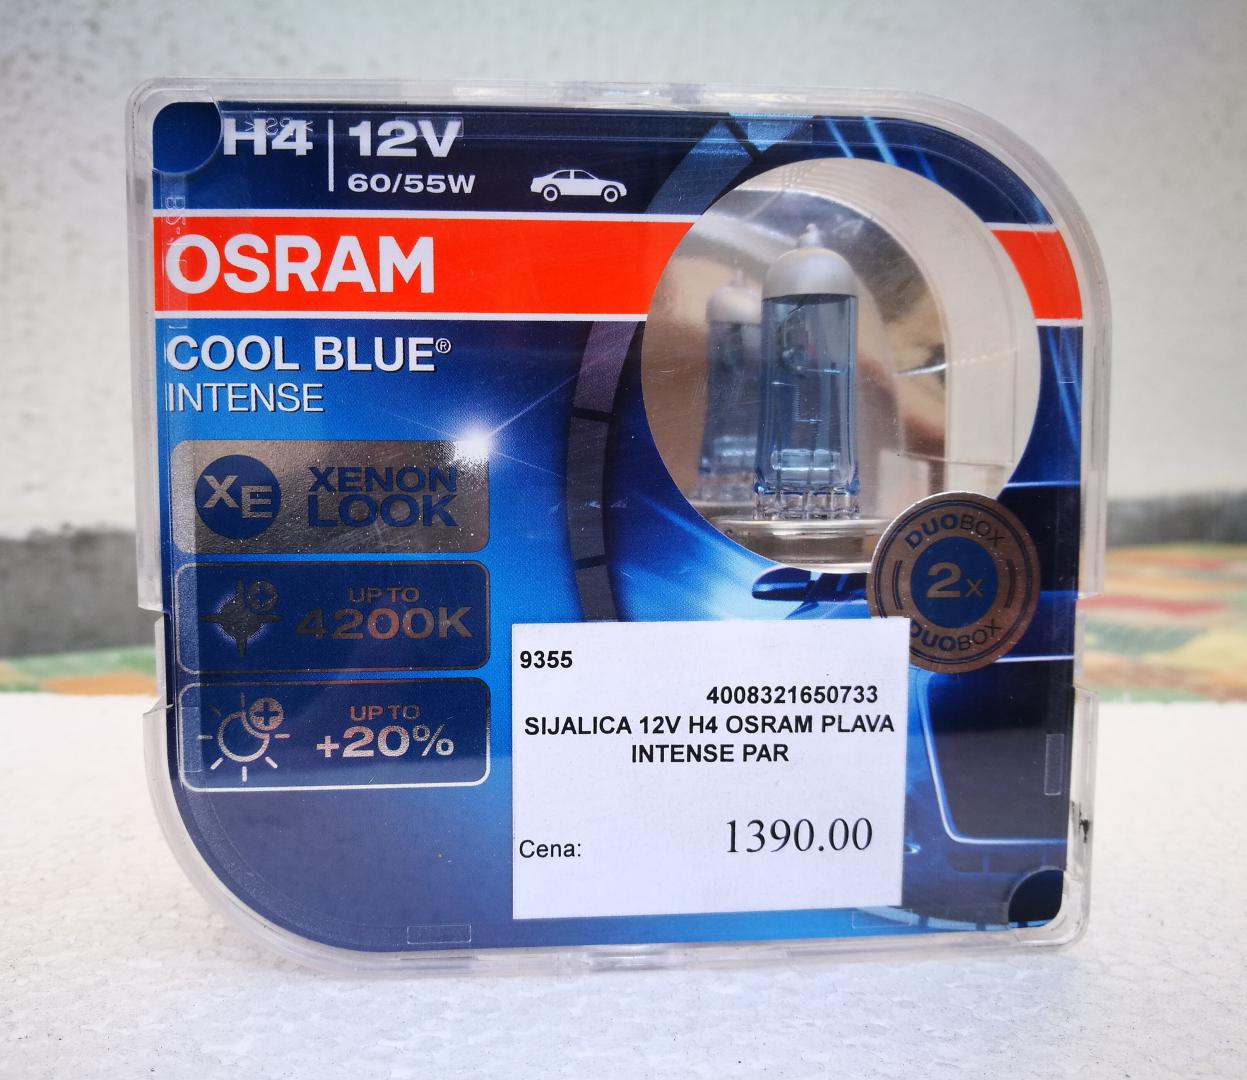 H4 12V
60/55W
OSRAM
COOL BLUE®
INTENSE
XE XENON
LOOK
UP TO
4200K
UP TO
+20%
DUOBOX
2x
DUOBOX
9355
4008321650733
SIJALICA 12V H4 OSRAM PLAVA
INTENSE PAR
Cena: 1390.00